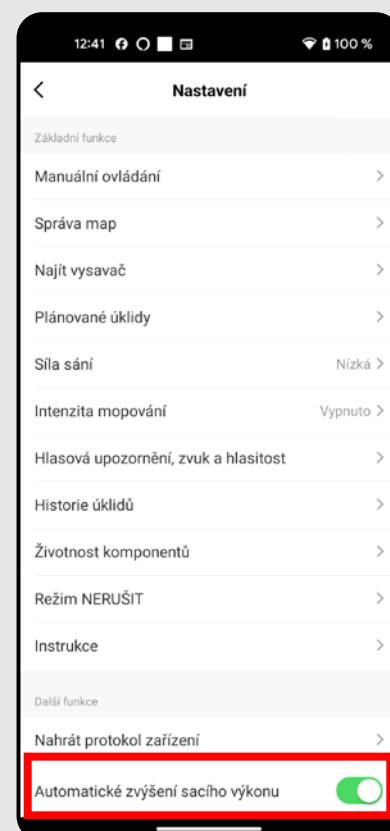 12:41 100 %
Nastavení
Základní funkce
Manuální ovládání
Správa map
Najít vysavač
Plánované úklidy
Síla sání Nízká
Intenzita mopování Vypnuto
Hlasová upozornění, zvuk a hlasitost
Historie úklidů
Životnost komponentů
Režim NERUŠIT
Instrukce
Další funkce
Nahrát protokol zařízení
Automatické zvýšení sacího výkonu